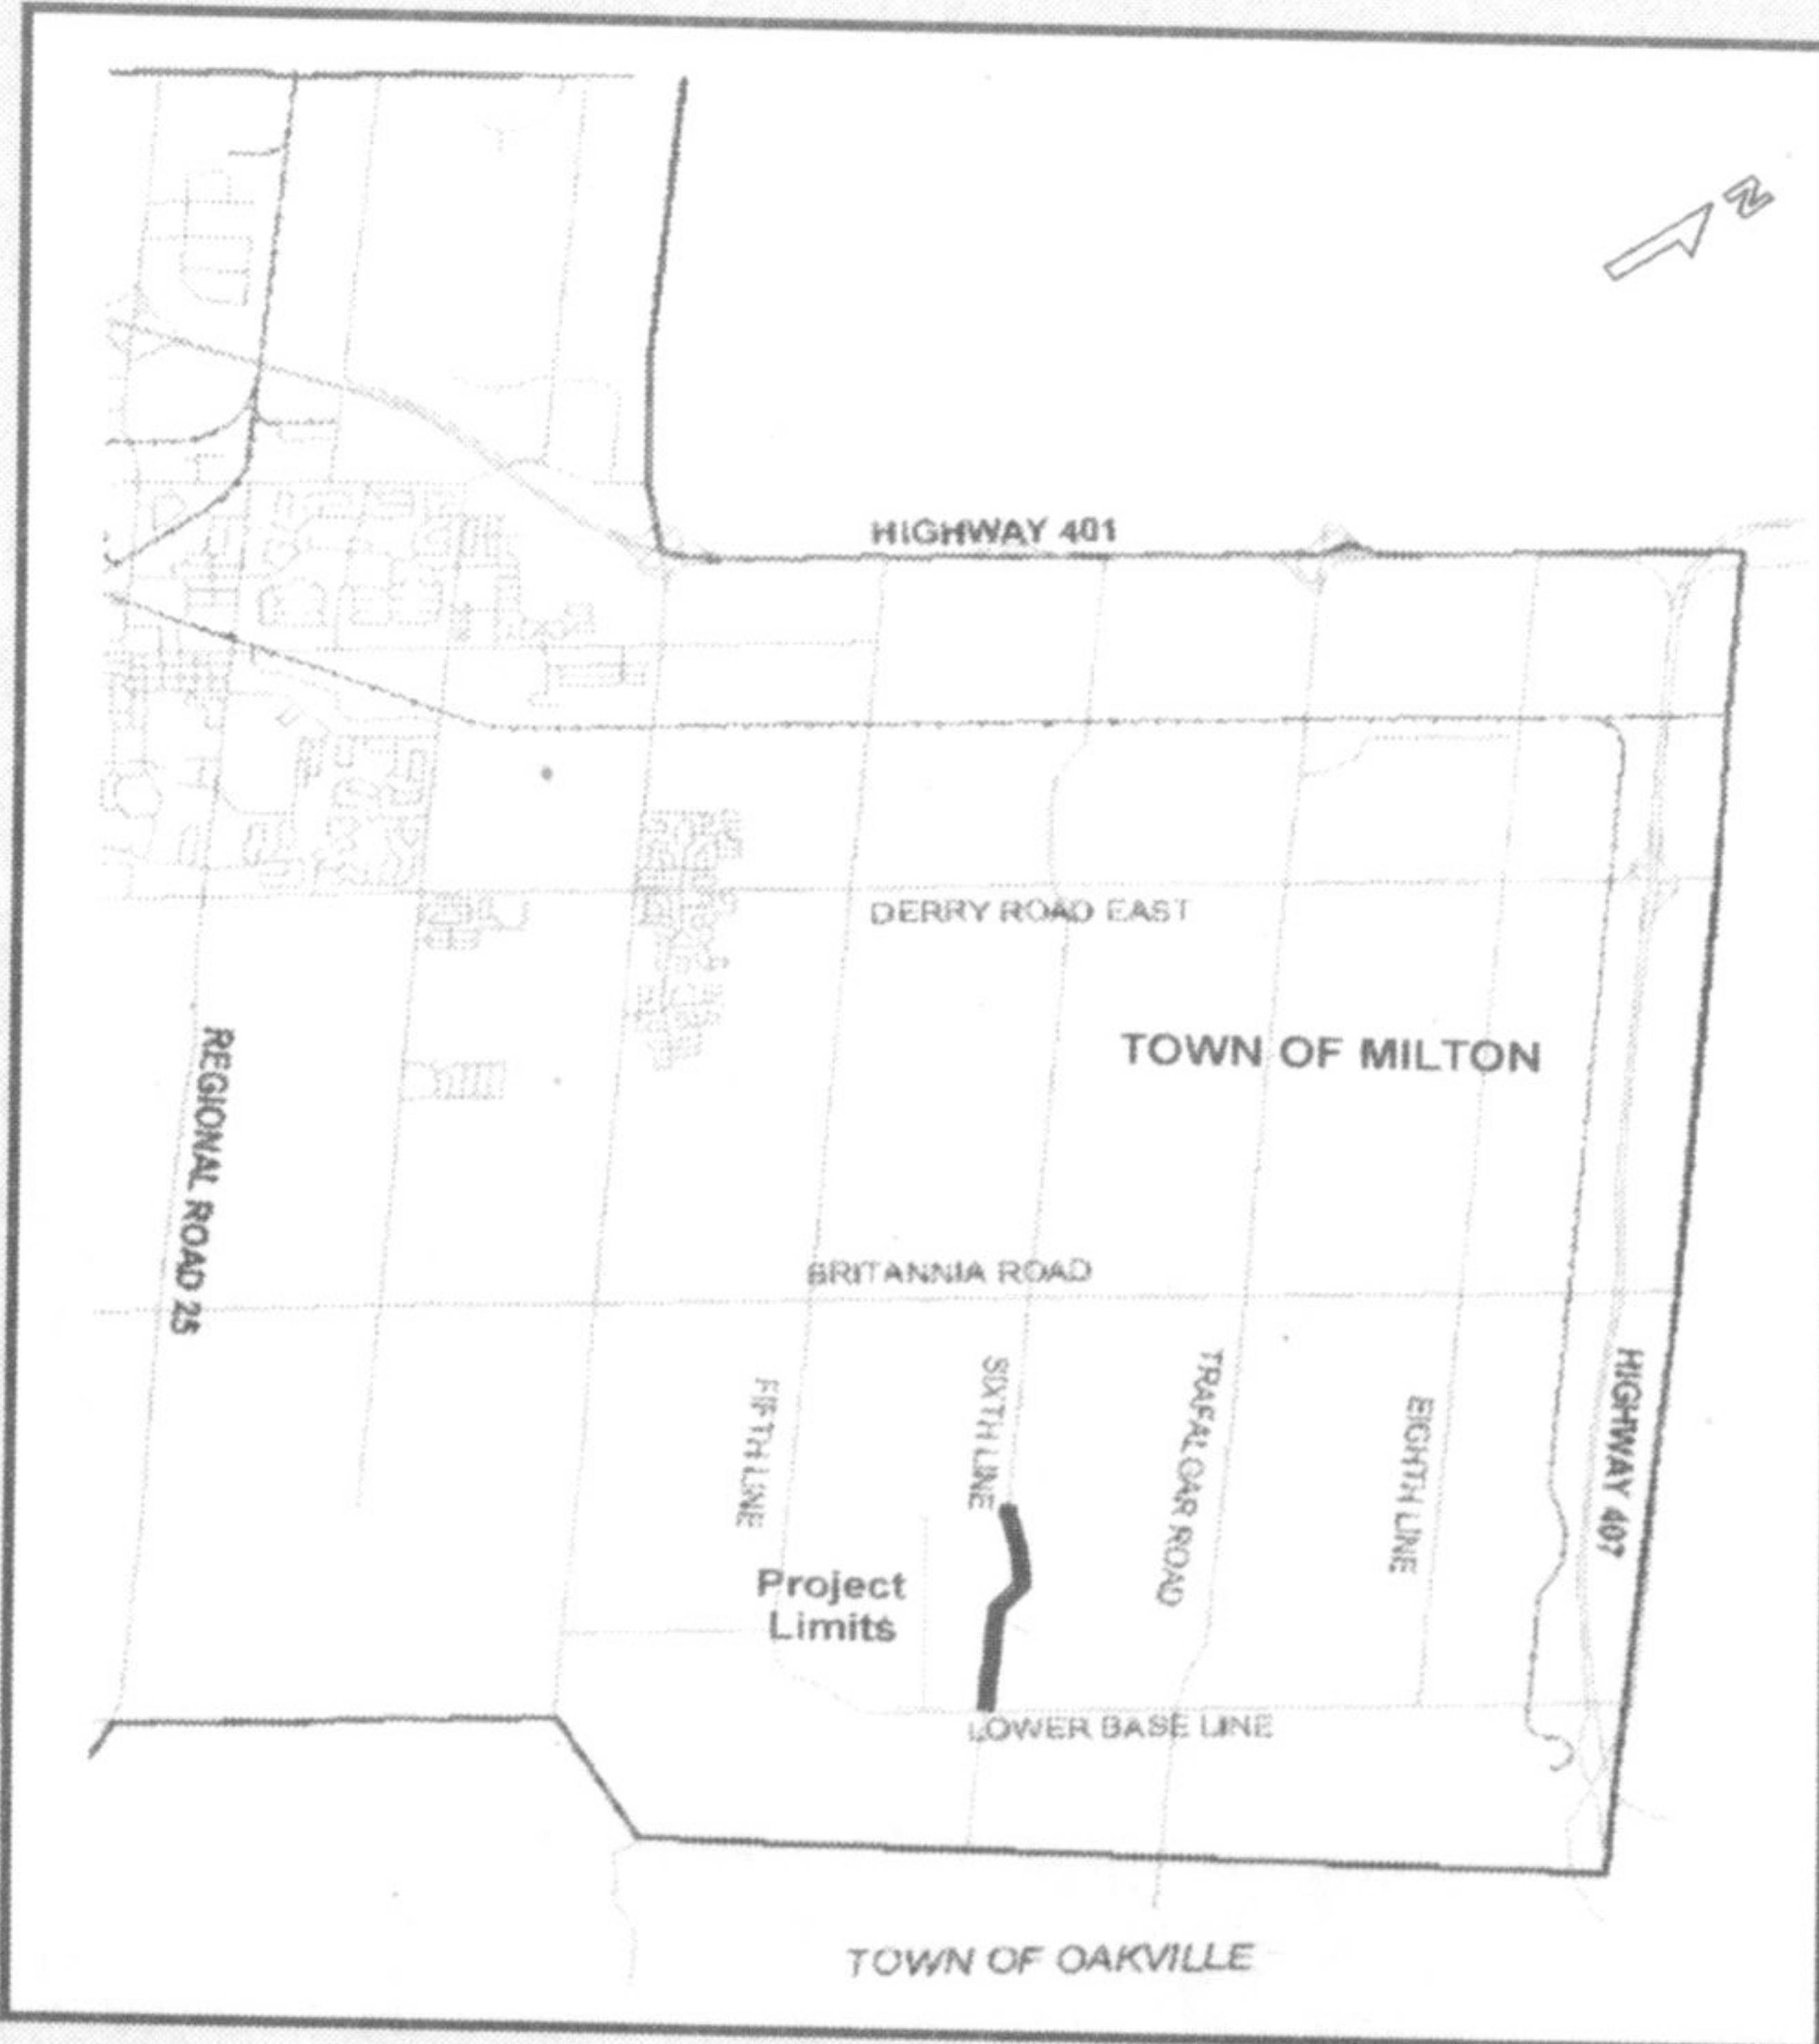 N
HIGHWAY 401
DERRY ROAD EAST
TOWN OF MILTON
REGIONAL ROAD 25
BRITANNIA ROAD
FIFTH LINE
SIXTH LINE
TRAFALGAR ROAD
EIGHTH LINE
HIGHWAY 407
Project
Limits
LOWER BASE LINE
TOWN OF OAKVILLE